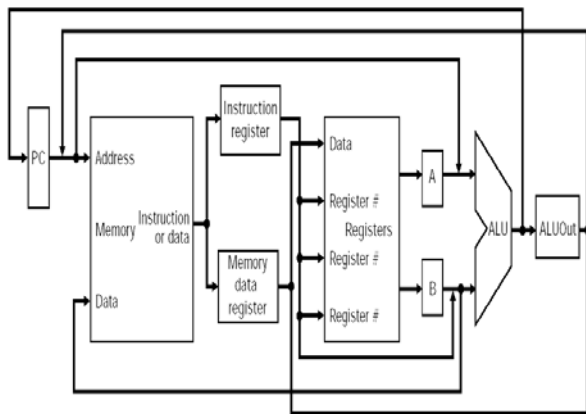 PC
Address
Memory
Instruction
or data
Data
Instruction
register
Memory
data
register
Data
Register #
Registers
Register #
Register #
A
B
ALU
ALUOut